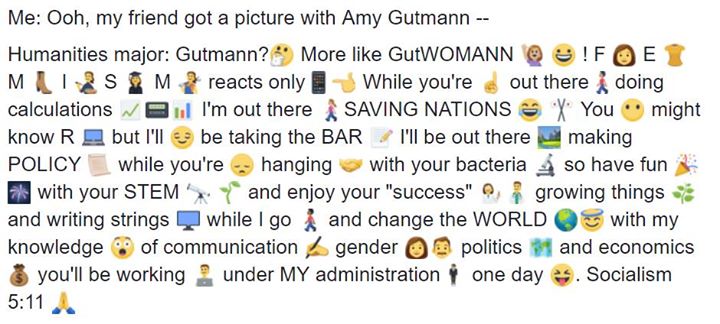 Me: Ooh, my friend got a picture with Amy Gutmann --
Humanities major: Gutmann?🤔 More like GutWOMANN 🙋🏽 😀 ! F 👩 E 👚
M 👢 I 💁 S 👩‍🎓 M 🤷 reacts only 📱 👈 While you're ☝ out there 🚶 doing
calculations 📈 📟 📊 I'm out there 🚶 SAVING NATIONS 😂 🎌 You 😶 might
know R 💻 but I'll 😌 be taking the BAR 📝 I'll be out there 🏞 making
POLICY 📜 while you're 😞 hanging 🤝 with your bacteria 🔬 so have fun 🎉
🎆 with your STEM 🔭 🌱 and enjoy your "success" 👩‍⚕️ 👨‍⚕️ growing things 🌿
and writing strings 🖥 while I go 🚶 and change the WORLD 🌍😇 with my
knowledge 😲 of communication ✍ gender 👩👨 politics 🗺 and economics
💰 you'll be working 👨‍💻 under MY administration 🕴 one day 😝. Socialism
5:11 🙏